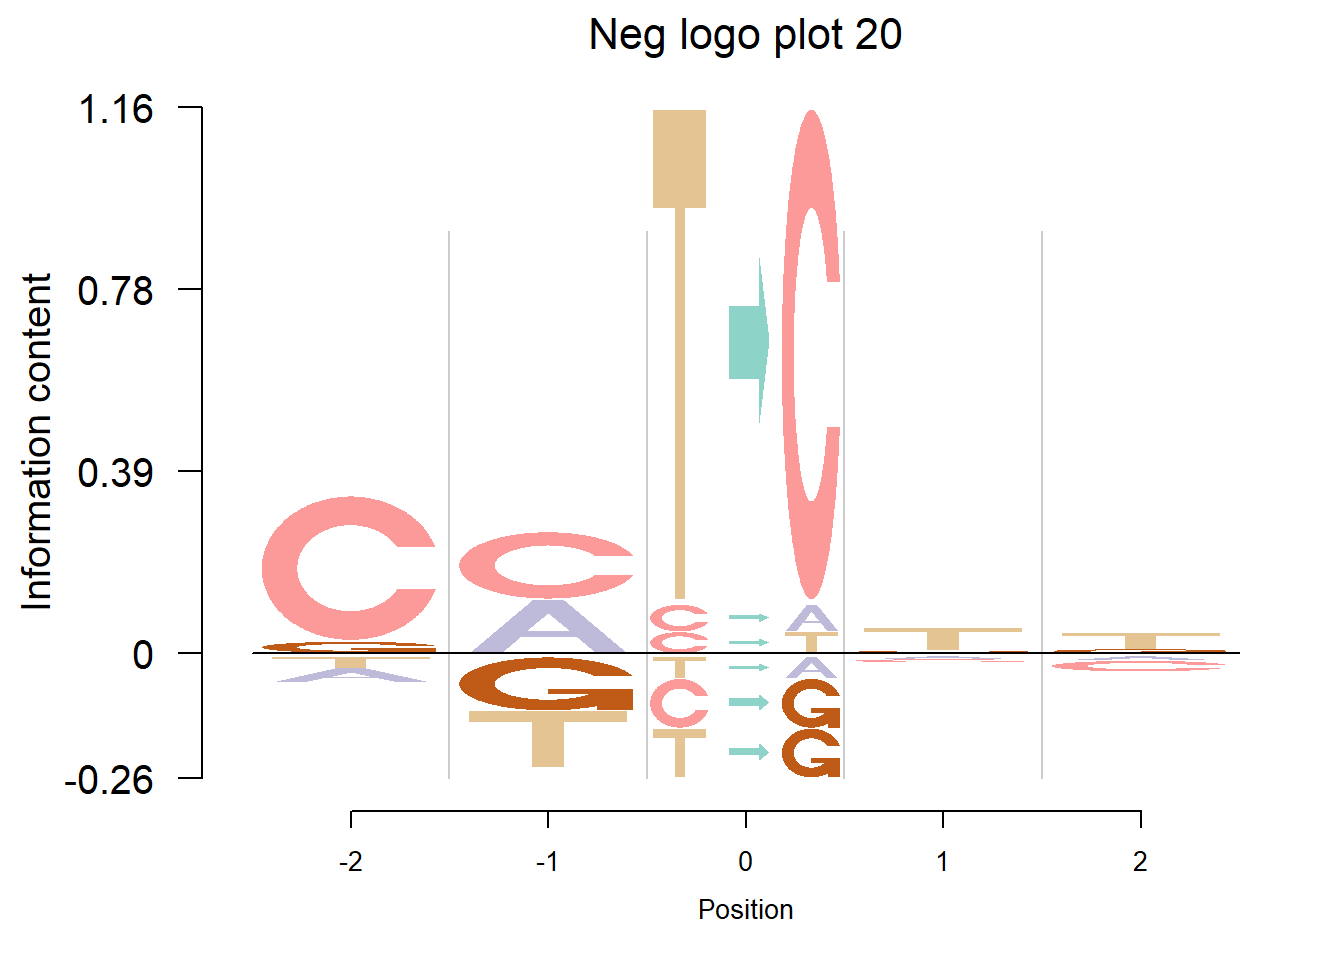 Neg logo plot 20
1.16
0.78
0.39
0
-0.26
Information content
C
G
T
A
C
A
G
T
T C
C A
C T
T A
C G
T G
T
A
T
C
-2 -1 0 1 2
Position